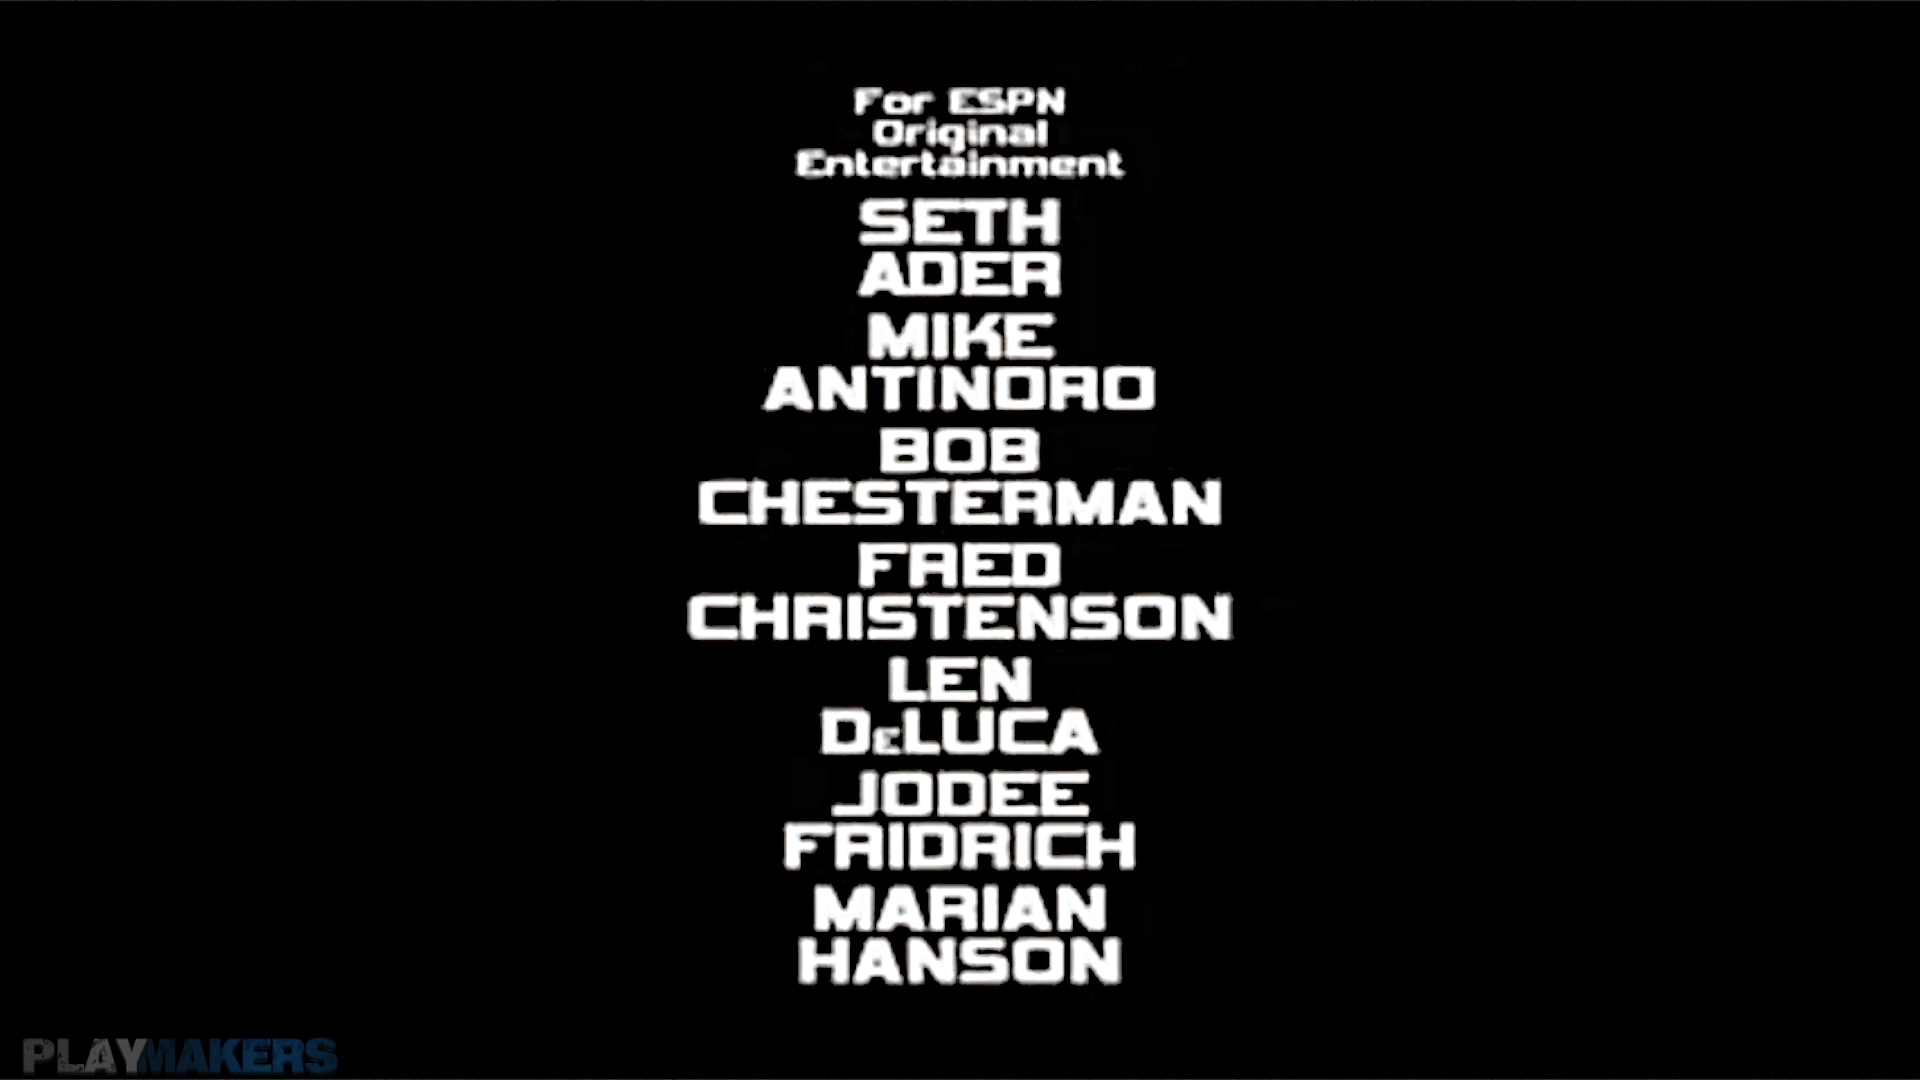 For ESPN
Original
Entertainment
SETH
ADER
MIKE
ANTINORO
BOB
CHESTERMAN
FRED
CHRISTENSON
LEN
DeLUCA
JODEE
FRIDRICH
MARIAN
HANSON
PLAYMAKERS